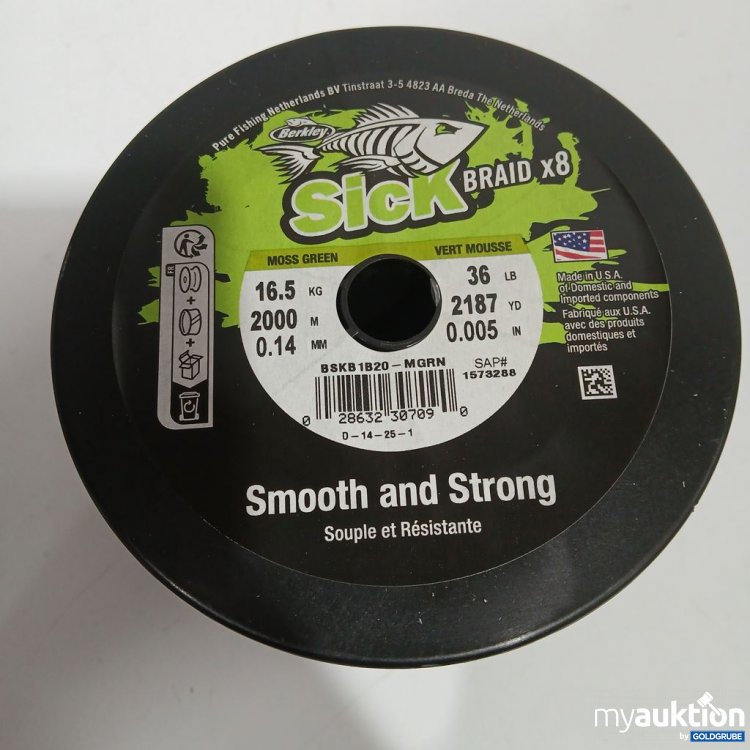 Pure Fishing Netherlands BV Tinstraat 3-5 4823 AA Breda The Netherlands
Berkley
SicK BRAID x8
MOSS GREEN
VERT MOUSSE
16.5 KG
36 LB
2000 M
2187 YD
0.14 MM
0.005 IN
Made in U.S.A.
of Domestic and
Imported components
Fabriqué aux U.S.A.
avec des produits
domestiques et
importés
FR
+
+
BSKB1B20-MGRN
SAP#
1573288
0 28632 30709 0
D-14-25-1
Smooth and Strong
Souple et Résistante
myauktion
by GOLDGRUBE